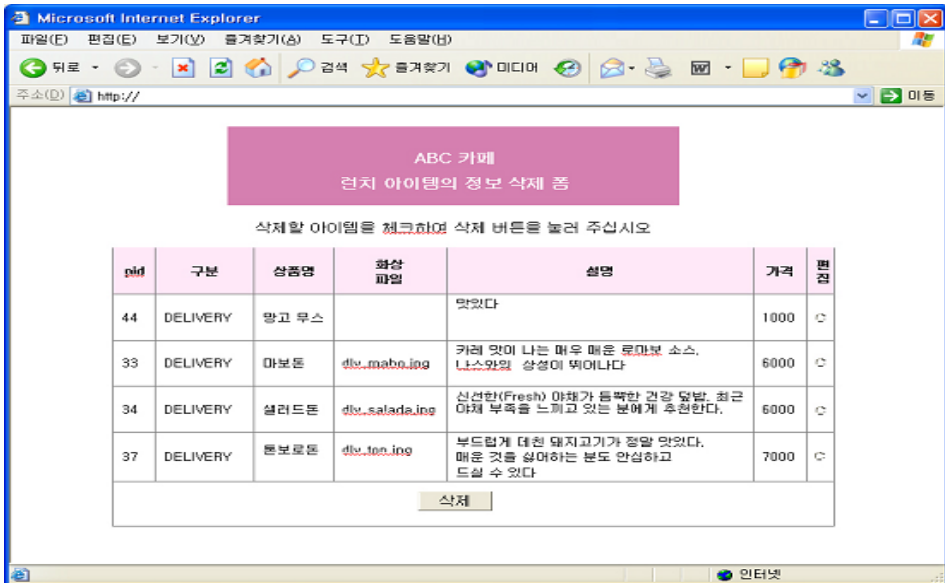 Microsoft Internet Explorer
파일(F) 편집(E) 보기(V) 즐겨찾기(A) 도구(T) 도움말(H)
뒤로 검색 즐겨찾기 미디어
주소(D) http:// 이동
ABC 카페
런치 아이템의 정보 삭제 폼
삭제할 아이템을 체크하여 삭제 버튼을 눌러 주십시오
pid 구분 상품명 화상 파일 설명 가격 편집
44 DELIVERY 망고 무스 맛있다 1000
33 DELIVERY 마보돈 dlv_mabo.jpg 카레 맛이 나는 매우 매운 로마보 소스.
나스와의 상성이 뛰어나다 6000
34 DELIVERY 샐러드돈 dlv_salada.jpg 신선한(Fresh) 야채가 듬뿍한 건강 덮밥. 최근
야채 부족을 느끼고 있는 분에게 추천한다. 6000
37 DELIVERY 톤보로돈 dlv_ton.jpg 부드럽게 데친 돼지고기가 정말 맛있다.
매운 것을 싫어하는 분도 안심하고
드실 수 있다 7000
삭제
인터넷